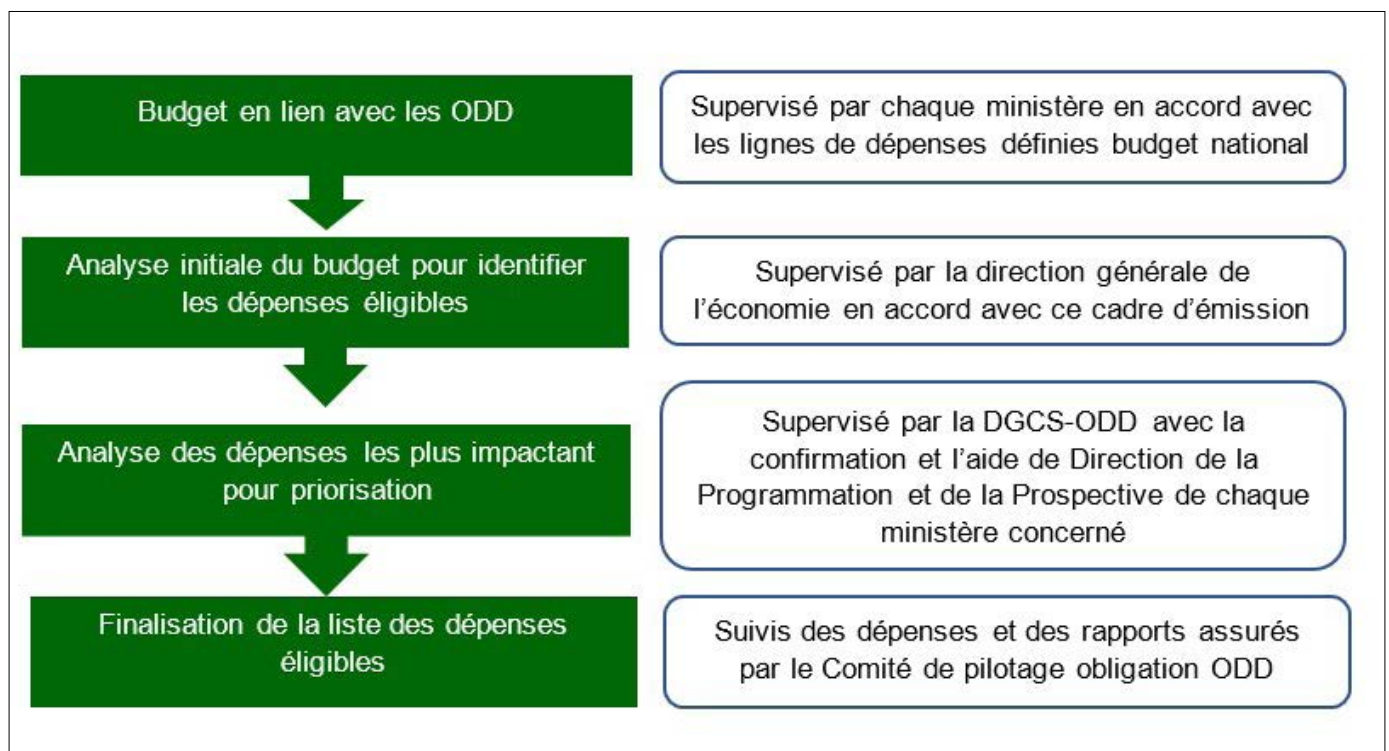 Budget en lien avec les ODD
Supervisé par chaque ministère en accord avec
les lignes de dépenses définies budget national
Analyse initiale du budget pour identifier
les dépenses éligibles
Supervisé par la direction générale de
l'économie en accord avec ce cadre d'émission
Analyse des dépenses les plus impactant
pour priorisation
Supervisé par la DGCS-ODD avec la
confirmation et l'aide de Direction de la
Programmation et de la Prospective de chaque
ministère concerné
Finalisation de la liste des dépenses
éligibles
Suivis des dépenses et des rapports assurés
par le Comité de pilotage obligation ODD